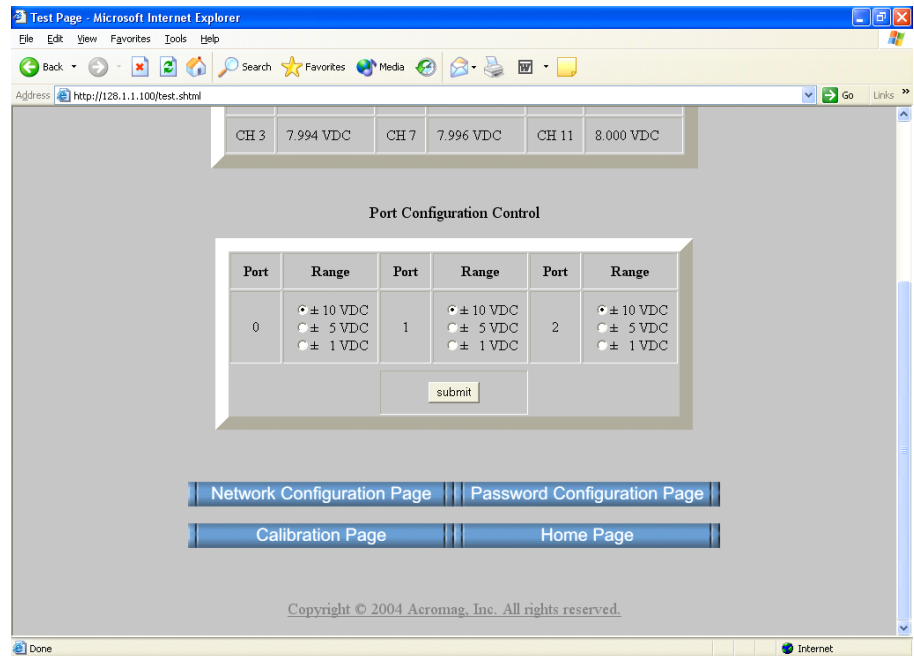 Test Page - Microsoft Internet Explorer
File Edit View Favorites Tools Help
Back Search Favorites Media
Address http://128.1.1.100/test.shtml Go Links »
CH 3 7.994 VDC CH 7 7.996 VDC CH 11 8.000 VDC
Port Configuration Control
Port Range Port Range Port Range
± 10 VDC ± 10 VDC ± 10 VDC
0 ± 5 VDC 1 ± 5 VDC 2 ± 5 VDC
± 1 VDC ± 1 VDC ± 1 VDC
submit
Network Configuration Page Password Configuration Page
Calibration Page Home Page
Copyright © 2004 Acromag, Inc. All rights reserved.
Done Internet